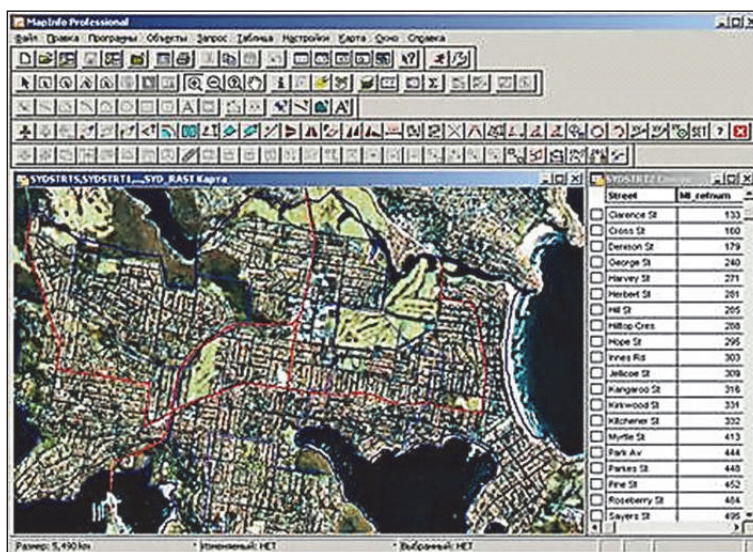 MapInfo Professional
Файл Правка Программы Объекты Запрос Таблица Настройки Карта Окно Справка
SYDSTRT5,SYDSTRT1,...,SYD_RAST Карта
SYDSTRT2
Street MI_refnum
Clarence St 133
Cross St 160
Denison St 179
George St 240
Harvey St 271
Herbert St 281
Hill St 285
Hilltop Cres 288
Hope St 295
Innes Rd 303
Jellicoe St 309
Kangaroo St 316
Kirkwood St 331
Kitchener St 332
Myrtle St 413
Park Av 444
Parkes St 448
Pine St 452
Roseberry St 484
Sayers St 495
Размер: 5,490 km Изменяемый: НЕТ Выбранный: НЕТ